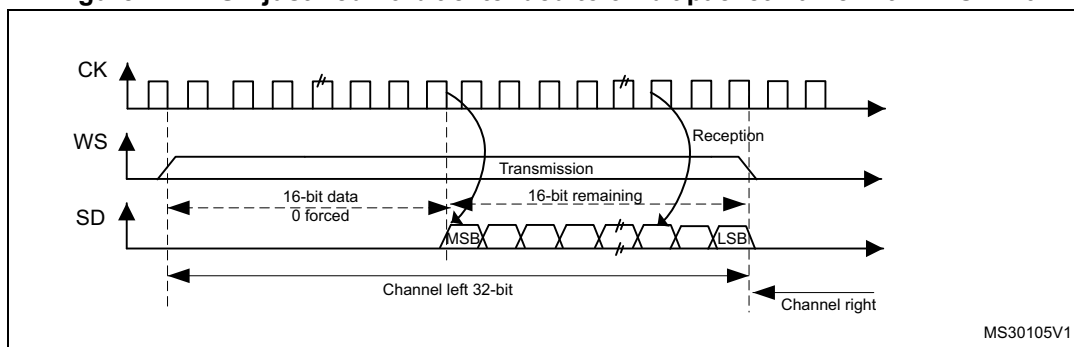 CK
Reception
WS
Transmission
16-bit data
0 forced
16-bit remaining
SD
MSB
LSB
Channel left 32-bit
Channel right
MS30105V1